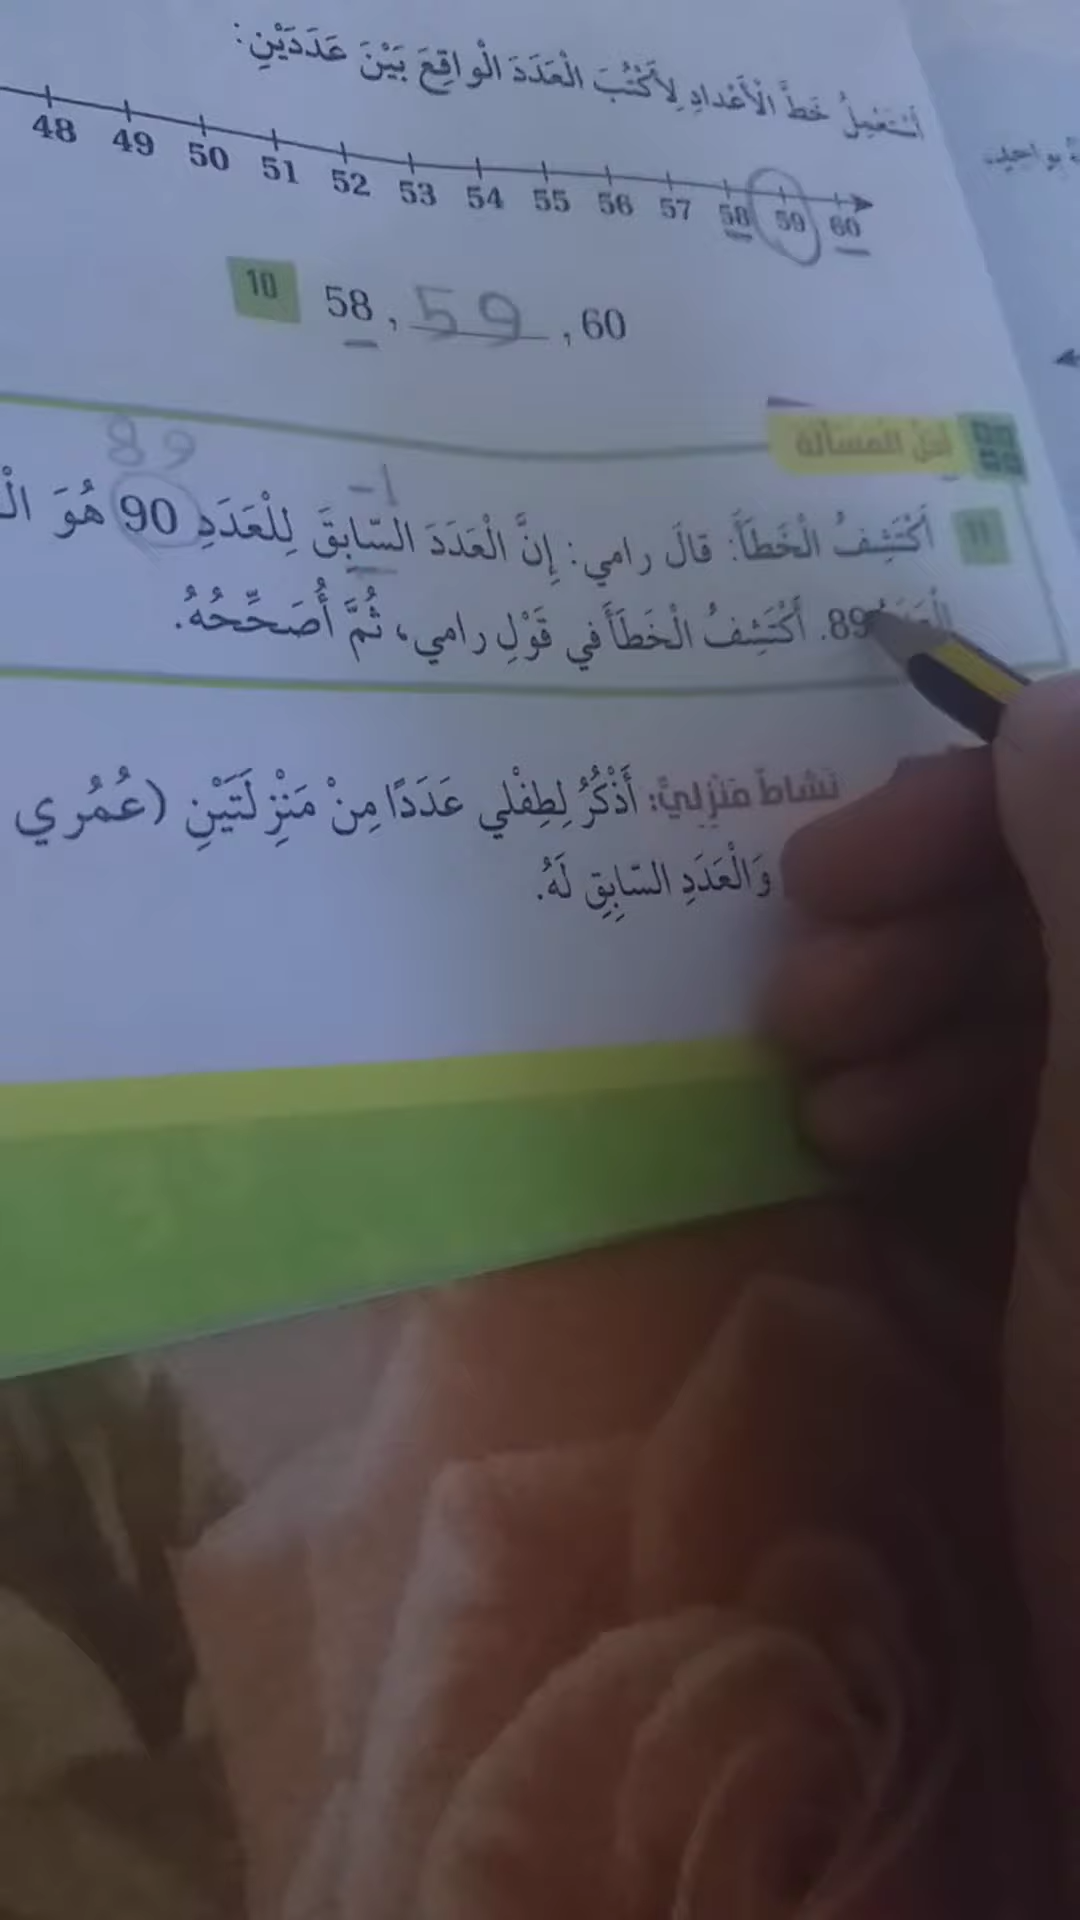 أَسْتَعْمِلُ خَطَّ الْأَعْدادِ لِأَكْتُبَ الْعَدَدَ الْواقِعَ بَيْنَ عَدَدَيْنِ:
48 49 50 51 52 53 54 55 56 57 58 59 60
10 58 , 59 , 60
أَحُلُّ الْمَسْأَلَةَ
89
-1
11 أَكْتَشِفُ الْخَطَأَ: قالَ رامي: إِنَّ الْعَدَدَ السّابِقَ لِلْعَدَدِ 90 هُوَ
89. أَكْتَشِفُ الْخَطَأَ في قَوْلِ رامي، ثُمَّ أُصَحِّحُهُ.
نَشاطٌ مَنْزِلِيٌّ: أَذْكُرُ لِطِفْلي عَدَدًا مِنْ مَنْزِلَتَيْنِ (عُمُري
وَالْعَدَدِ السّابِقِ لَهُ.